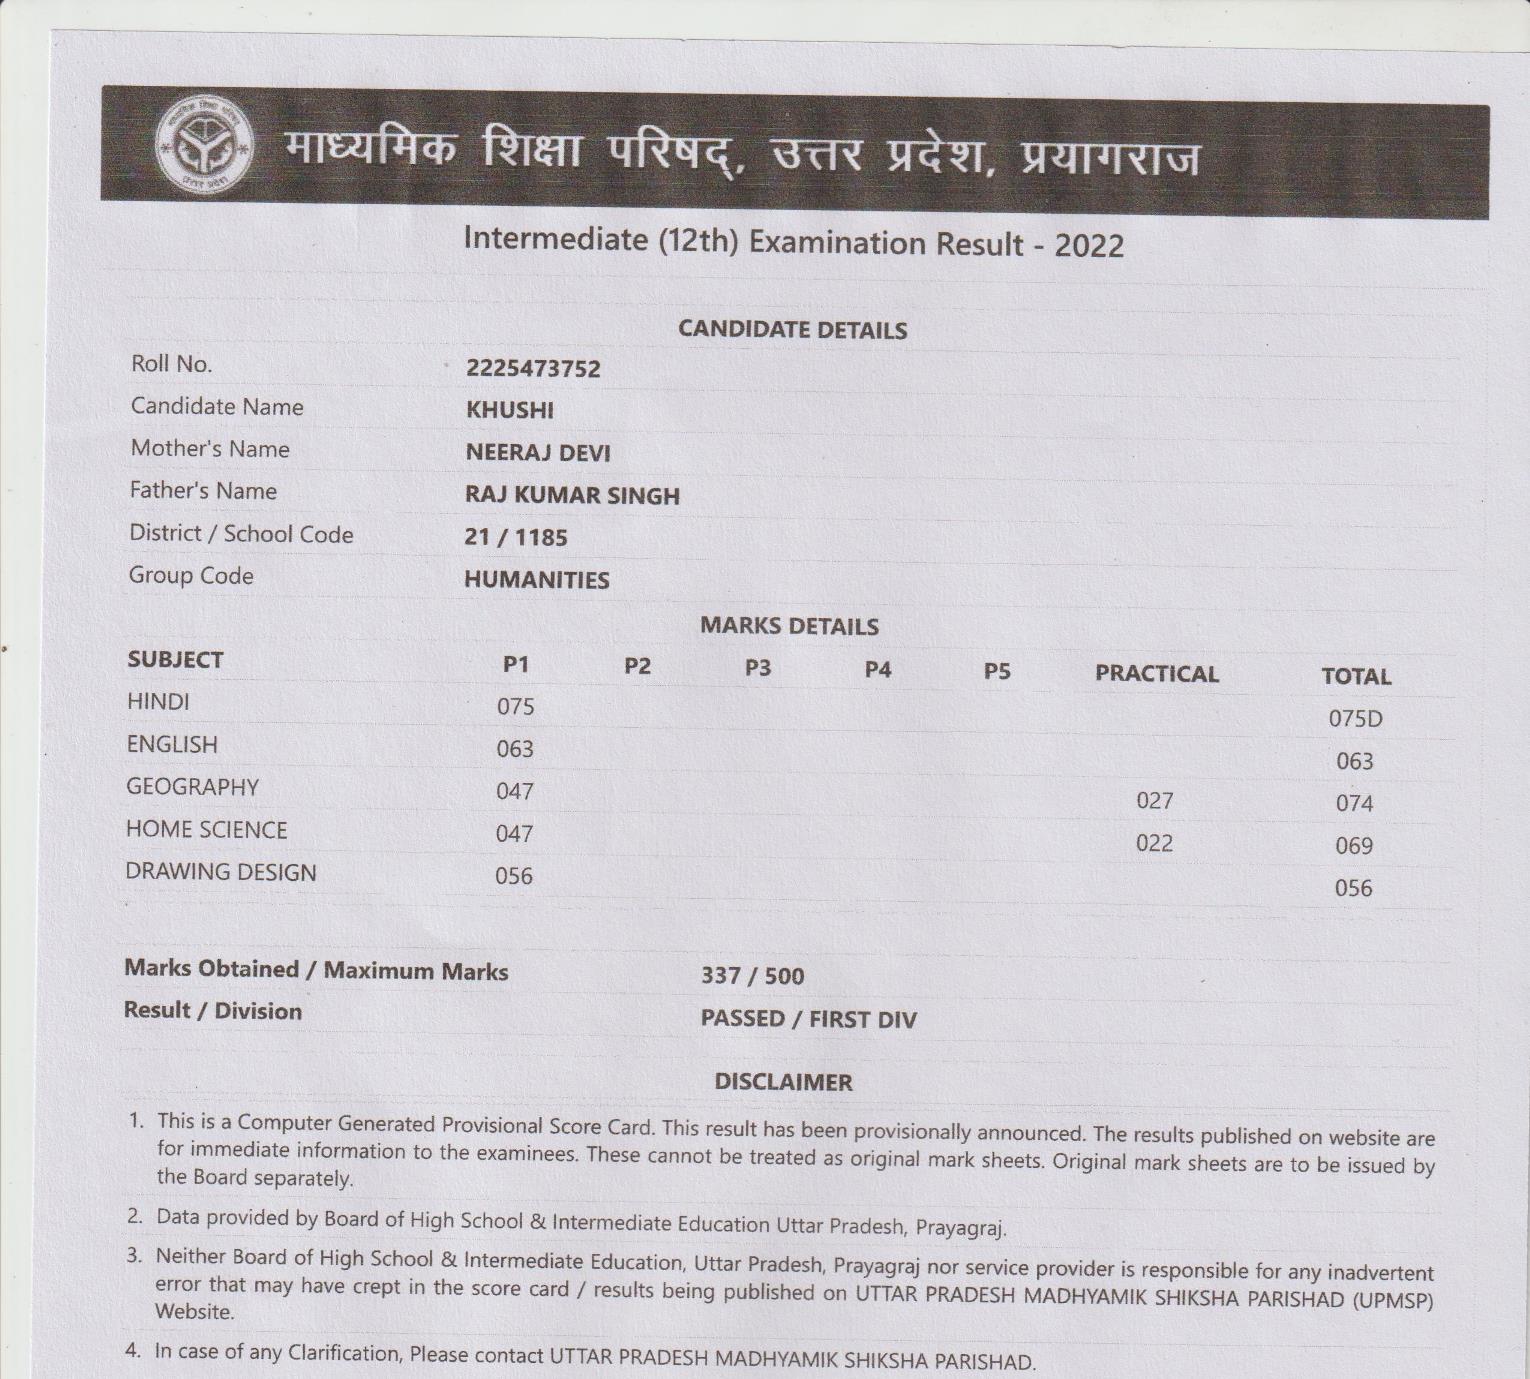 माध्यमिक शिक्षा परिषद्, उत्तर प्रदेश, प्रयागराज
माध्यमिक शिक्षा परिषद
उत्तर प्रदेश
Intermediate (12th) Examination Result - 2022
CANDIDATE DETAILS
Roll No. 2225473752
Candidate Name KHUSHI
Mother's Name NEERAJ DEVI
Father's Name RAJ KUMAR SINGH
District / School Code 21 / 1185
Group Code HUMANITIES
MARKS DETAILS
SUBJECT P1 P2 P3 P4 P5 PRACTICAL TOTAL
HINDI 075 075D
ENGLISH 063 063
GEOGRAPHY 047 027 074
HOME SCIENCE 047 022 069
DRAWING DESIGN 056 056
Marks Obtained / Maximum Marks 337 / 500
Result / Division PASSED / FIRST DIV
DISCLAIMER
1. This is a Computer Generated Provisional Score Card. This result has been provisionally announced. The results published on website are
for immediate information to the examinees. These cannot be treated as original mark sheets. Original mark sheets are to be issued by
the Board separately.
2. Data provided by Board of High School & Intermediate Education Uttar Pradesh, Prayagraj.
3. Neither Board of High School & Intermediate Education, Uttar Pradesh, Prayagraj nor service provider is responsible for any inadvertent
error that may have crept in the score card / results being published on UTTAR PRADESH MADHYAMIK SHIKSHA PARISHAD (UPMSP)
Website.
4. In case of any Clarification, Please contact UTTAR PRADESH MADHYAMIK SHIKSHA PARISHAD.